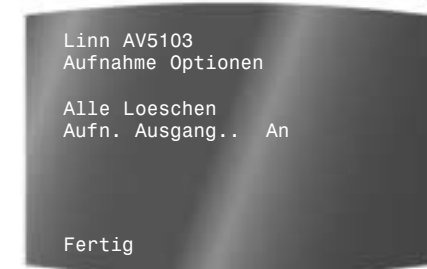 Linn AV5103
Aufnahme Optionen
Alle Loeschen
Aufn. Ausgang.. An
Fertig